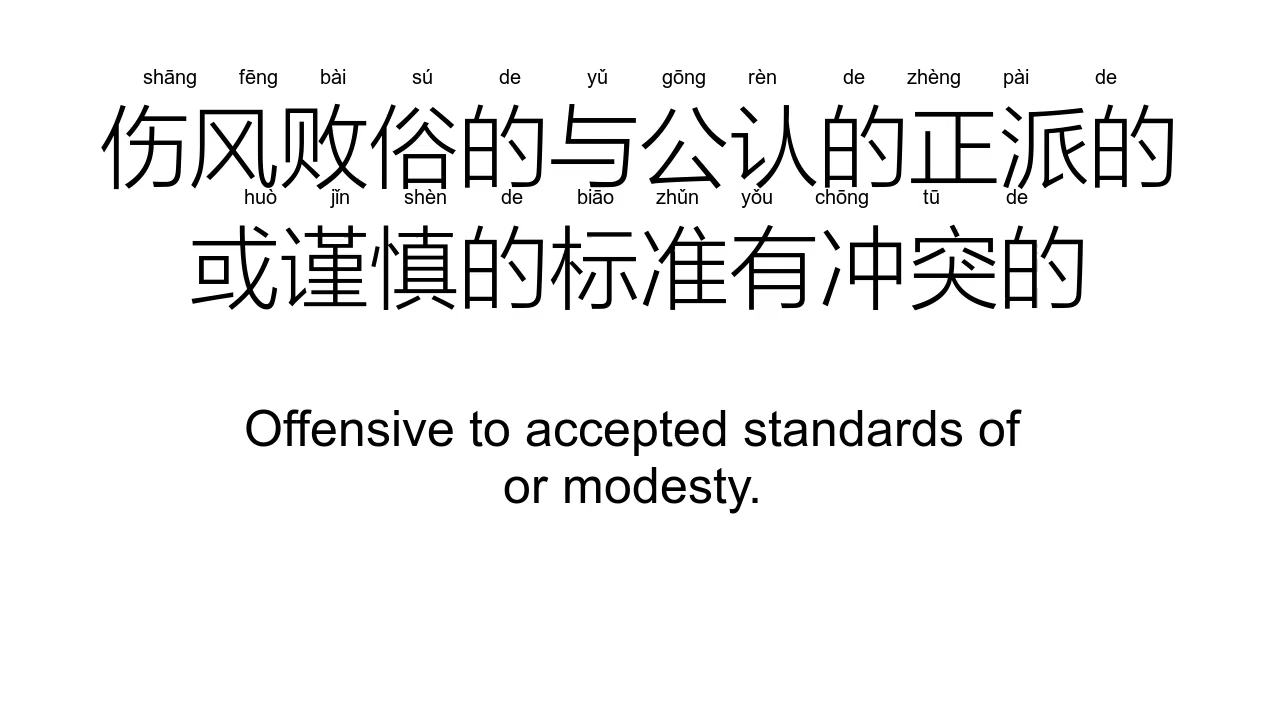 shāng fēng bài sú de yǔ gōng rèn de zhèng pài de
伤风败俗的与公认的正派的
huò jǐn shèn de biāo zhǔn yǒu chōng tū de
或谨慎的标准有冲突的
Offensive to accepted standards of
or modesty.